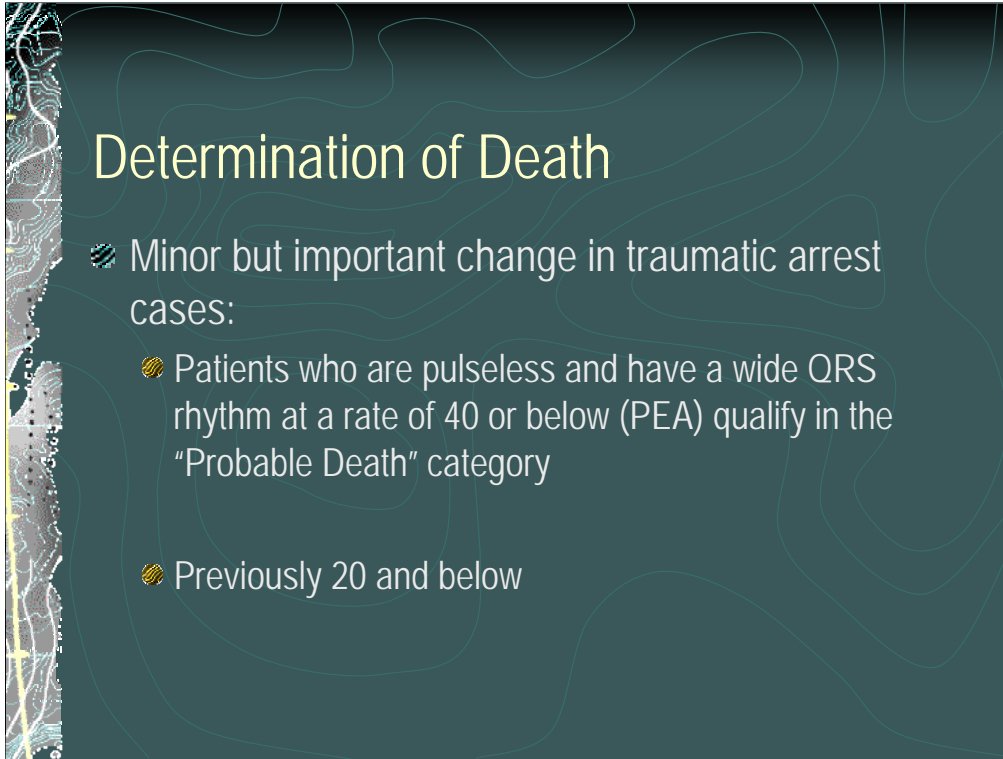 Determination of Death
Minor but important change in traumatic arrest
cases:
Patients who are pulseless and have a wide QRS
rhythm at a rate of 40 or below (PEA) qualify in the
“Probable Death” category
Previously 20 and below